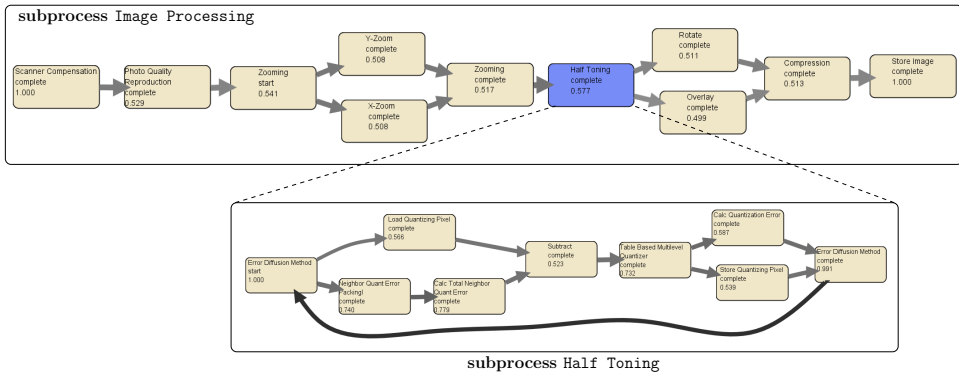 subprocess Image Processing
Scanner Compensation
complete
1.000
Photo Quality
Reproduction
complete
0.529
Zooming
start
0.541
Y-Zoom
complete
0.508
X-Zoom
complete
0.508
Zooming
complete
0.517
Half Toning
complete
0.577
Rotate
complete
0.511
Overlay
complete
0.499
Compression
complete
0.513
Store Image
complete
1.000
Error Diffusion Method
start
1.000
Load Quantizing Pixel
complete
0.566
Neighbor Quant Error
Packingl
complete
0.740
Calc Total Neighbor
Quant Error
complete
0.779
Subtract
complete
0.523
Table Based Multilevel
Quantizer
complete
0.732
Calc Quantization Error
complete
0.587
Store Quantizing Pixel
complete
0.539
Error Diffusion Method
complete
0.991
subprocess Half Toning